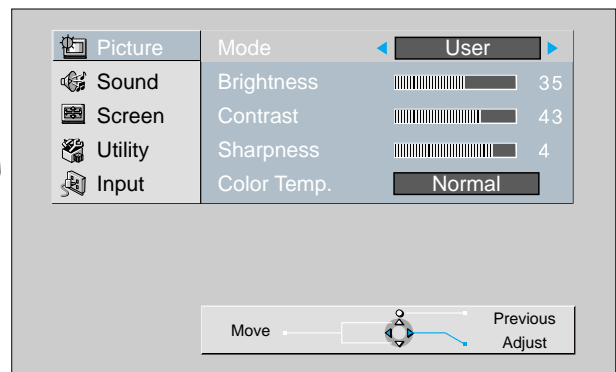 Picture Mode User
Sound Brightness 35
Screen Contrast 43
Utility Sharpness 4
Input Color Temp. Normal
Move Previous
Adjust